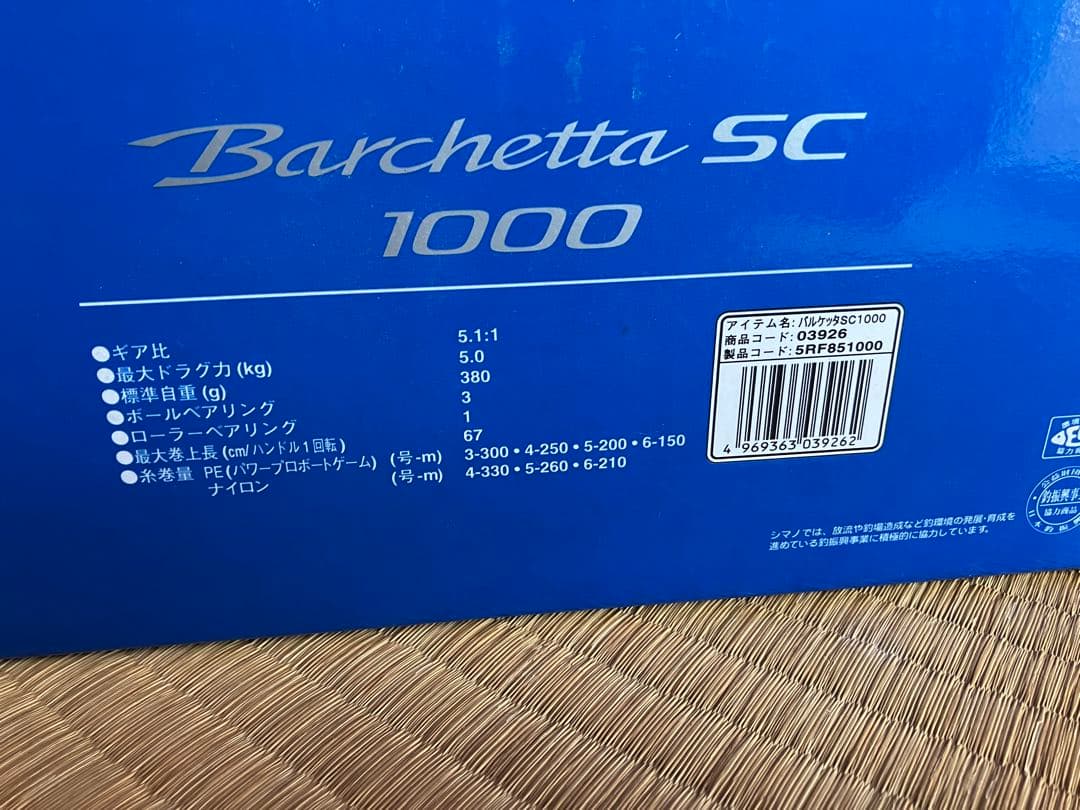 Barchetta SC
1000
●ギア比 5.1:1
●最大ドラグ力(kg) 5.0
●標準自重(g) 380
●ボールベアリング 3
●ローラーベアリング 1
●最大巻上長(cm/ハンドル1回転) 67
●糸巻量 PE(パワープロボートゲーム) (号-m) 3-300・4-250・5-200・6-150
ナイロン (号-m) 4-330・5-260・6-210
アイテム名:バルケッタSC1000
商品コード:03926
製品コード:5RF851000
4 969363 039262
シマノでは、放流や釣場造成など釣環境の発展・育成を
進めている釣振興事業に積極的に協力しています。
協力商品